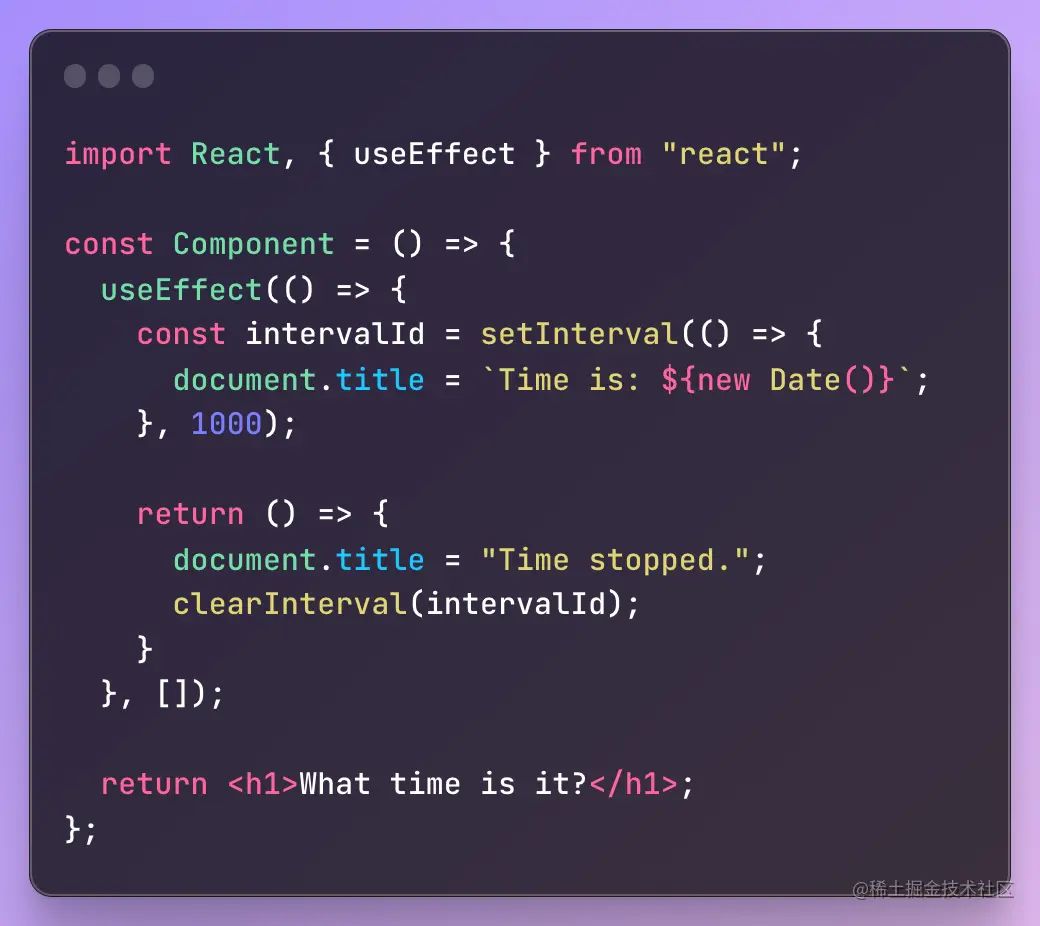 import React, { useEffect } from "react";
const Component = () => {
  useEffect(() => {
    const intervalId = setInterval(() => {
      document.title = `Time is: ${new Date()}`;
    }, 1000);
    return () => {
      document.title = "Time stopped.";
      clearInterval(intervalId);
    }
  }, []);
  return <h1>What time is it?</h1>;
};
@稀土掘金技术社区